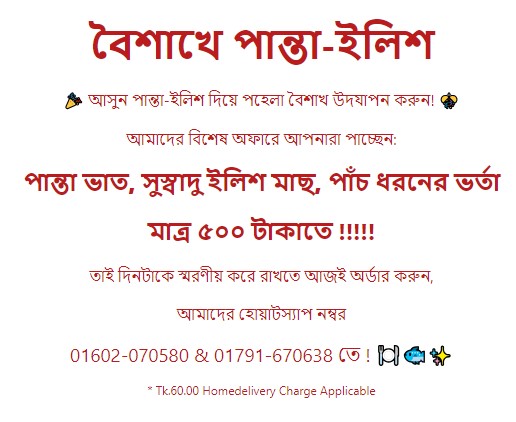 বৈশাখে পান্তা-ইলিশ
🎉 আসুন পান্তা-ইলিশ দিয়ে পহেলা বৈশাখ উদযাপন করুন!
আমাদের বিশেষ অফারে আপনারা পাচ্ছেন:
পান্তা ভাত, সুস্বাদু ইলিশ মাছ, পাঁচ ধরনের ভর্তা
মাত্র ৫০০ টাকাতে !!!!!
তাই দিনটাকে স্মরণীয় করে রাখতে আজই অর্ডার করুন,
আমাদের হোয়াটস্যাপ নম্বর
01602-070580 & 01791-670638 তে ! 🍽🐟✨
* Tk.60.00 Homedelivery Charge Applicable